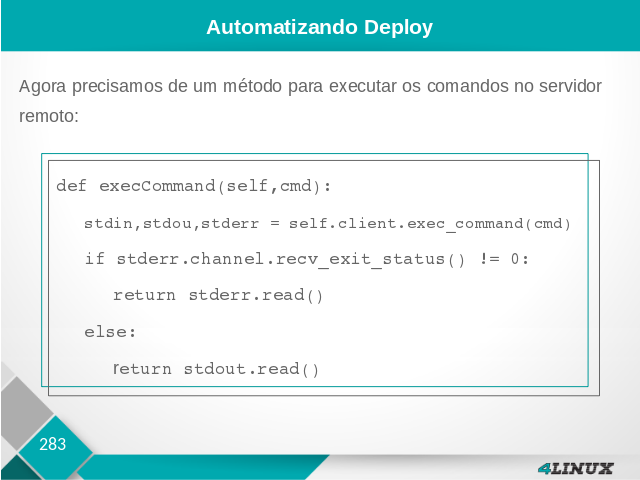 Automatizando Deploy
Agora precisamos de um método para executar os comandos no servidor
remoto:
def execCommand(self,cmd):
stdin,stdou,stderr = self.client.exec_command(cmd)
if stderr.channel.recv_exit_status() != 0:
return stderr.read()
else:
return stdout.read()
283
4LINUX